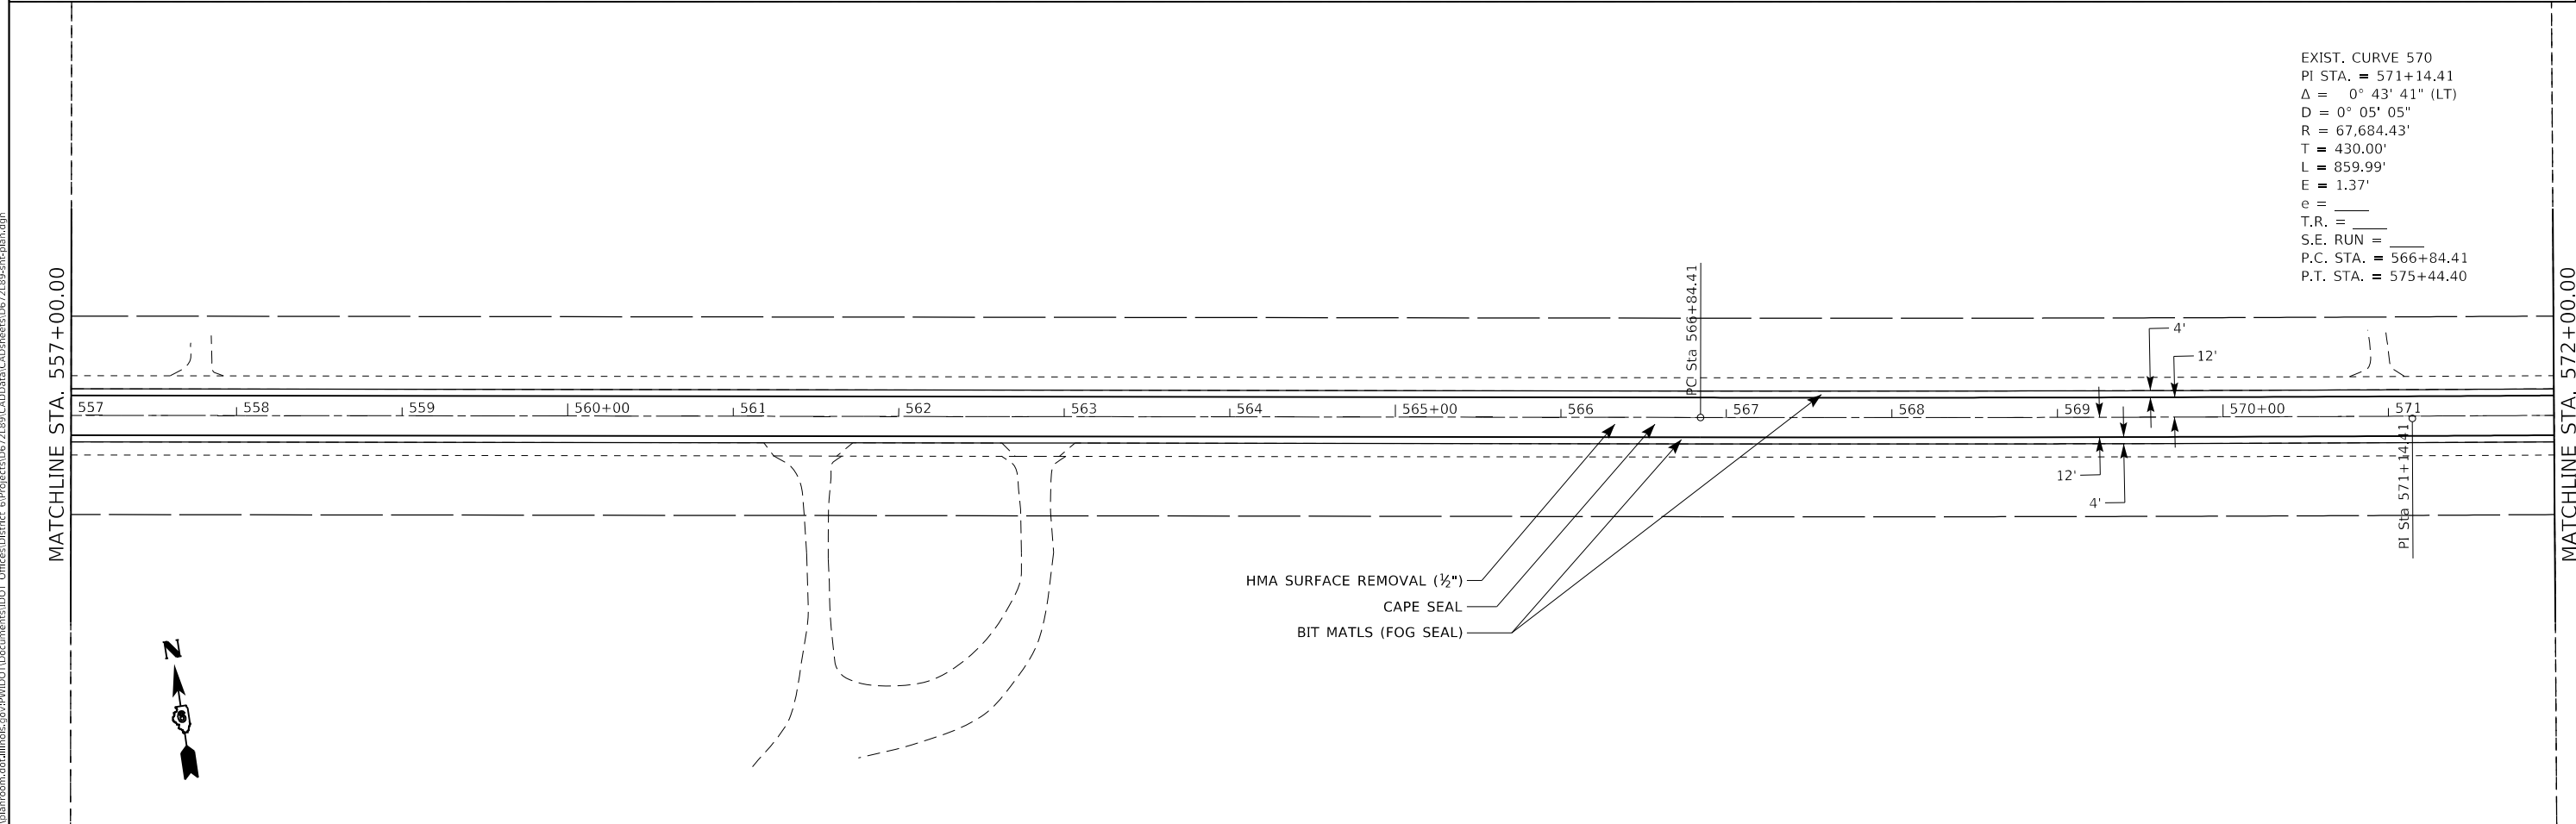 EXIST. CURVE 570
PI STA. = 571+14.41
Δ = 0° 43' 41" (LT)
D = 0° 05' 05"
R = 67,684.43'
T = 430.00'
L = 859.99'
E = 1.37'
e = ____
T.R. = ____
S.E. RUN = ____
P.C. STA. = 566+84.41
P.T. STA. = 575+44.40
MATCHLINE STA. 557+00.00
PC Sta 566+84.41
4'
12'
557 558 559 560+00 561 562 563 564 565+00 566 567 568 569 570+00 571
12'
4'
PI Sta 571+14.41
MATCHLINE STA. 572+00.00
HMA SURFACE REMOVAL (½")
CAPE SEAL
BIT MATLS (FOG SEAL)
N
6